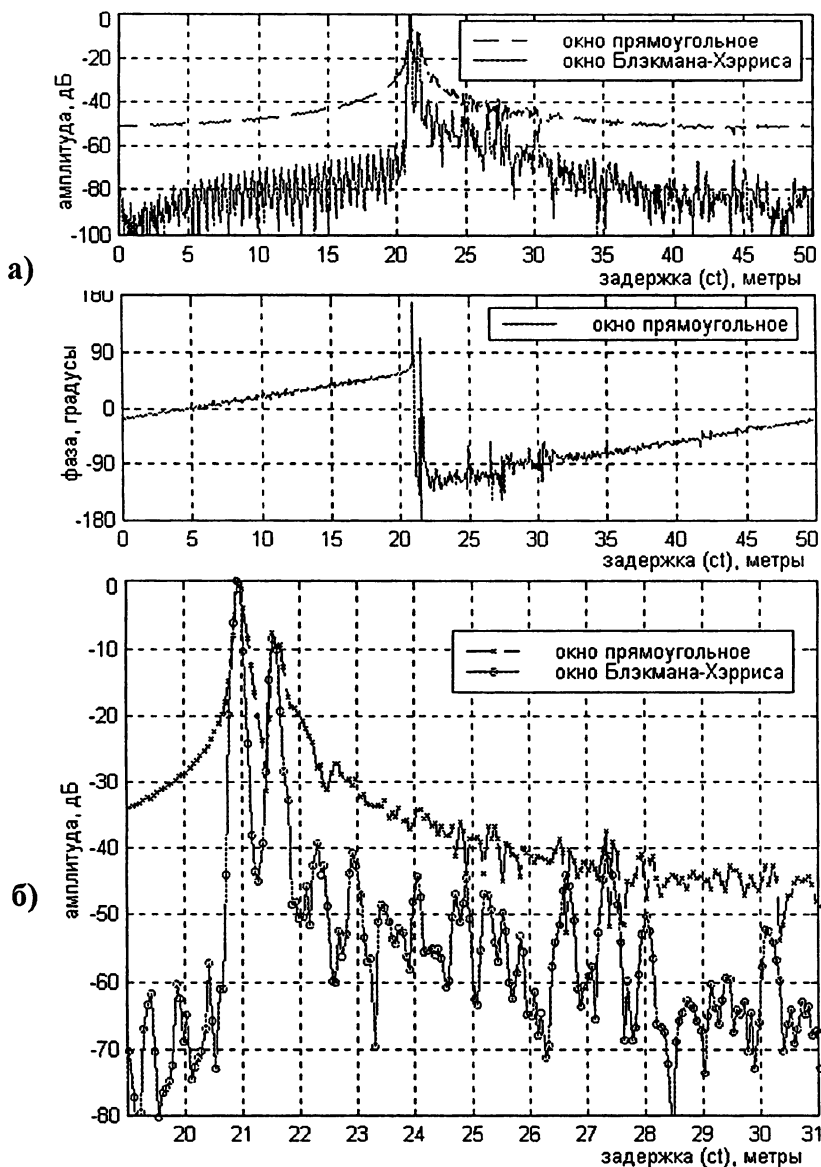 0
-20
-40
-60
-80
-100
амплитуда, дБ
окно прямоугольное
окно Блэкмана-Хэрриса
0 5 10 15 20 25 30 35 40 45 50
задержка (ct), метры
а)
180
90
0
-90
-180
фаза, градусы
окно прямоугольное
0 5 10 15 20 25 30 35 40 45 50
задержка (ct), метры
0
-10
-20
-30
-40
-50
-60
-70
-80
амплитуда, дБ
окно прямоугольное
окно Блэкмана-Хэрриса
б)
20 21 22 23 24 25 26 27 28 29 30 31
задержка (ct), метры